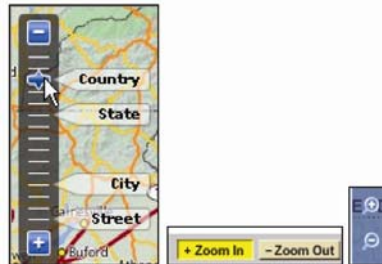 Country
State
City
Street
Buford
+ Zoom In
- Zoom Out